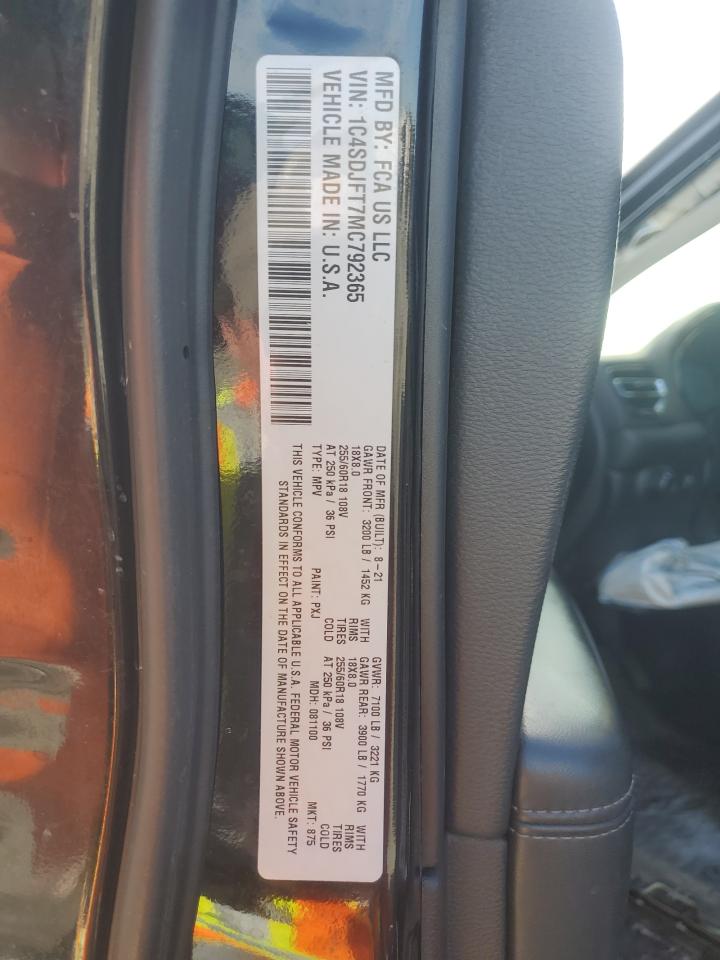 MFD BY: FCA US LLC
VIN: 1C4SDJFT7MC792365
VEHICLE MADE IN: U.S.A.
DATE OF MFR (BUILT): 8-21 GVWR: 7100 LB / 3221 KG
GAWR FRONT: 3200 LB / 1452 KG WITH GAWR REAR: 3900 LB / 1770 KG WITH
18X8.0 RIMS 18X8.0 RIMS
255/60R18 108V TIRES 255/60R18 108V TIRES
AT 250 kPa / 36 PSI COLD AT 250 kPa / 36 PSI COLD
TYPE: MPV PAINT: PXJ MDH: 081100 MKT: 875
THIS VEHICLE CONFORMS TO ALL APPLICABLE U.S.A. FEDERAL MOTOR VEHICLE SAFETY
STANDARDS IN EFFECT ON THE DATE OF MANUFACTURE SHOWN ABOVE.